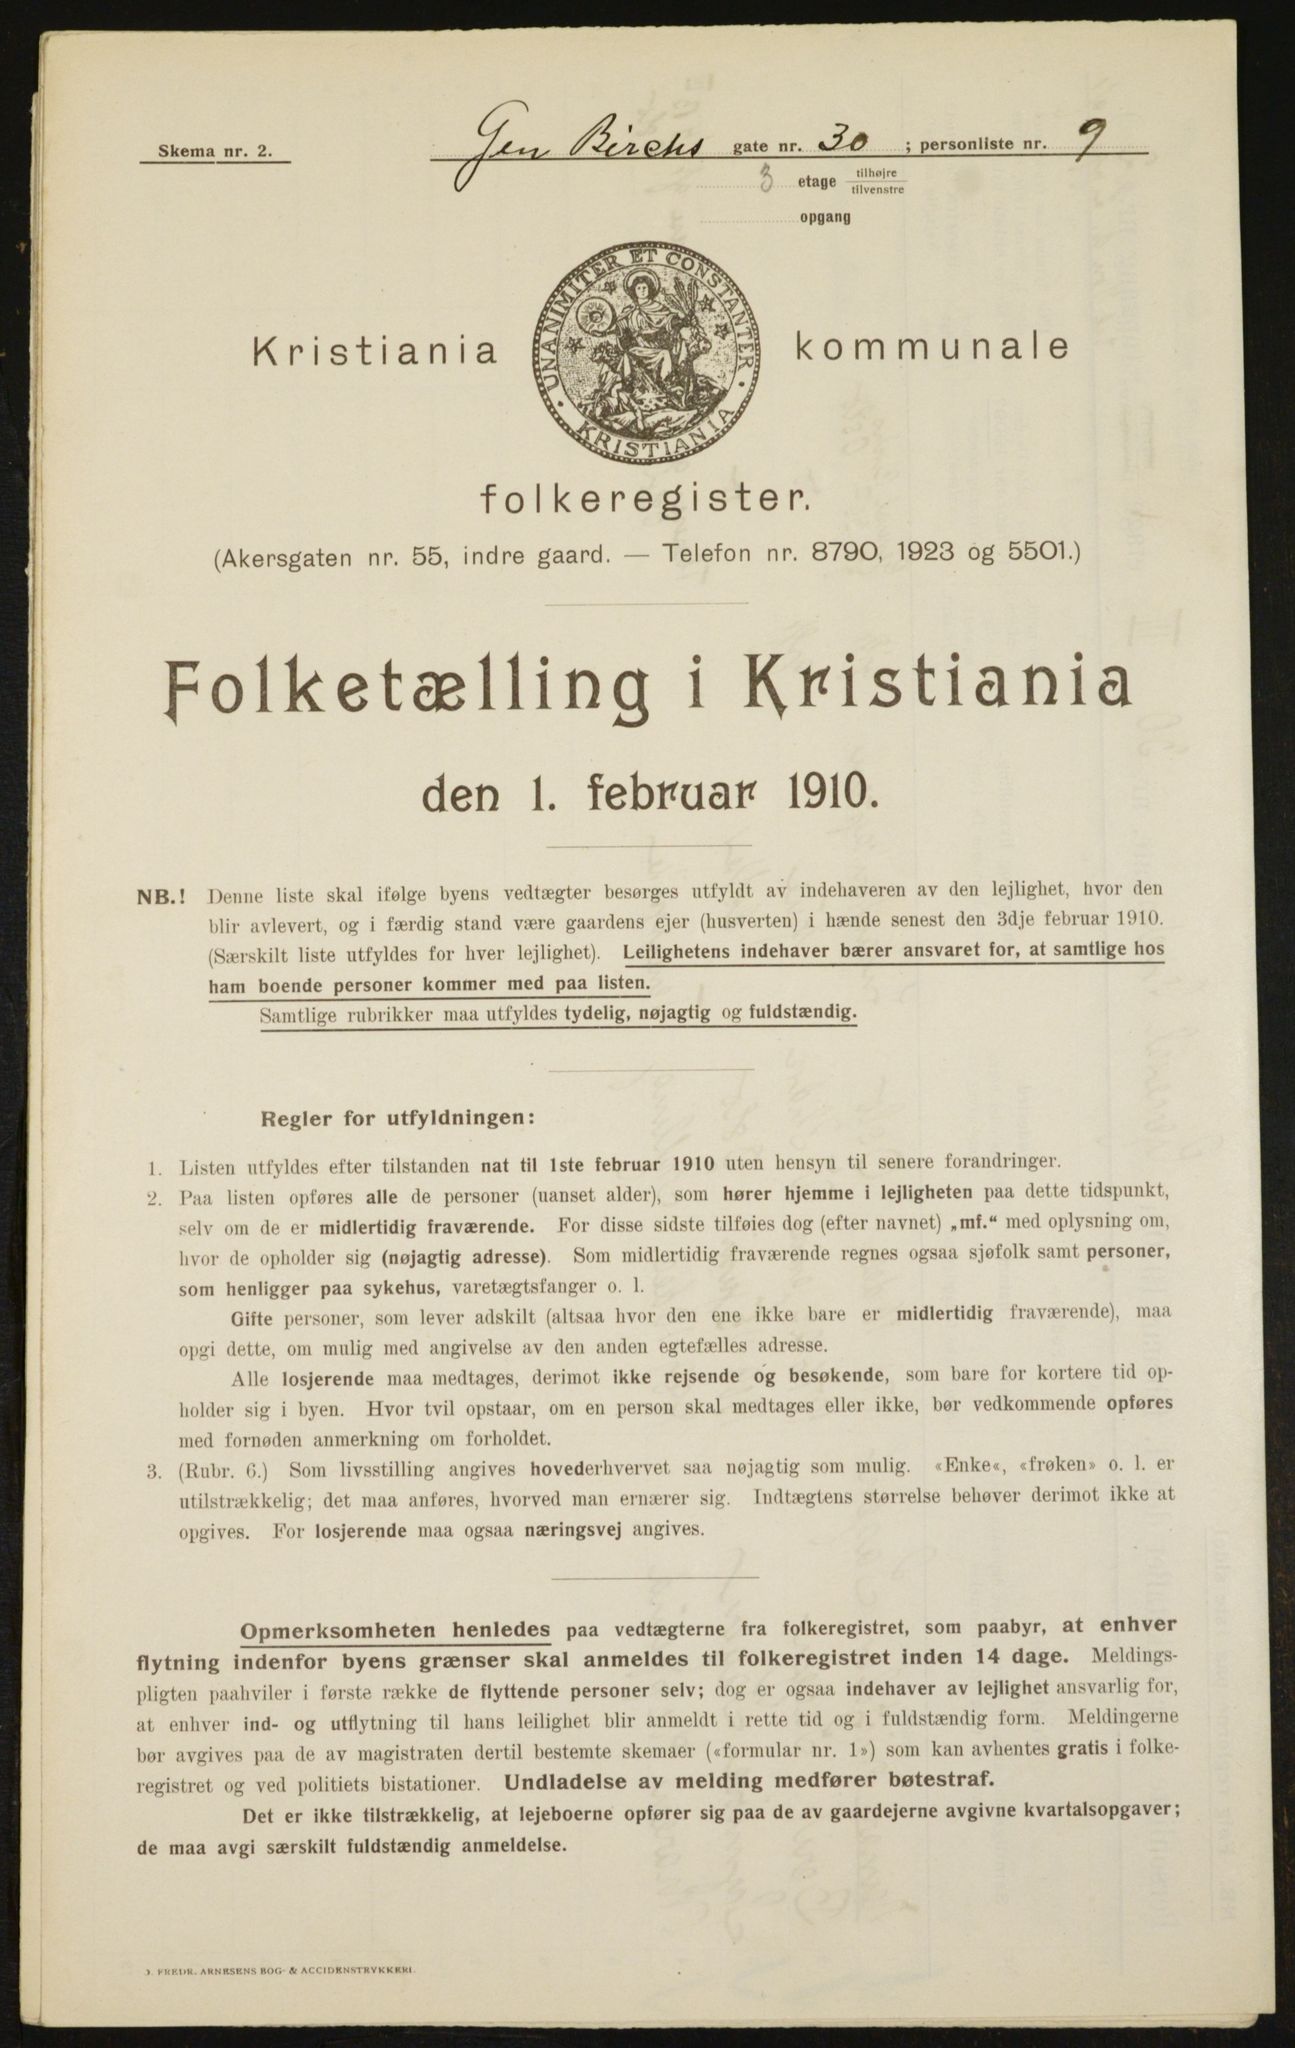 Skema nr. 2.
Gen Birchs gate nr. 30 ; personliste nr. 9
3 etage tilhøjre
tilvenstre
opgang
UNANIMITER ET CONSTANTER
KRISTIANIA
Kristiania kommunale
folkeregister.
(Akersgaten nr. 55, indre gaard. — Telefon nr. 8790, 1923 og 5501.)
Folketælling i Kristiania
den 1. februar 1910.
NB.! Denne liste skal ifølge byens vedtægter besørges utfyldt av indehaveren av den lejlighet, hvor den
blir avlevert, og i færdig stand være gaardens ejer (husverten) i hænde senest den 3dje februar 1910.
(Særskilt liste utfyldes for hver lejlighet). Leilighetens indehaver bærer ansvaret for, at samtlige hos
ham boende personer kommer med paa listen.
Samtlige rubrikker maa utfyldes tydelig, nøjagtig og fuldstændig.
Regler for utfyldningen:
1. Listen utfyldes efter tilstanden nat til 1ste februar 1910 uten hensyn til senere forandringer.
2. Paa listen opføres alle de personer (uanset alder), som hører hjemme i lejligheten paa dette tidspunkt,
selv om de er midlertidig fraværende. For disse sidste tilføies dog (efter navnet) „mf.“ med oplysning om,
hvor de opholder sig (nøjagtig adresse). Som midlertidig fraværende regnes ogsaa sjøfolk samt personer,
som henligger paa sykehus, varetægtsfanger o. l.
Gifte personer, som lever adskilt (altsaa hvor den ene ikke bare er midlertidig fraværende), maa
opgi dette, om mulig med angivelse av den anden egtefælles adresse.
Alle losjerende maa medtages, derimot ikke rejsende og besøkende, som bare for kortere tid op-
holder sig i byen. Hvor tvil opstaar, om en person skal medtages eller ikke, bør vedkommende opføres
med fornøden anmerkning om forholdet.
3. (Rubr. 6.) Som livsstilling angives hovederhvervet saa nøjagtig som mulig. «Enke«, «frøken» o. l. er
utilstrækkelig; det maa anføres, hvorved man ernærer sig. Indtægtens størrelse behøver derimot ikke at
opgives. For losjerende maa ogsaa næringsvej angives.
Opmerksomheten henledes paa vedtægterne fra folkeregistret, som paabyr, at enhver
flytning indenfor byens grænser skal anmeldes til folkeregistret inden 14 dage. Meldings-
pligten paahviler i første række de flyttende personer selv; dog er ogsaa indehaver av lejlighet ansvarlig for,
at enhver ind- og utflytning til hans leilighet blir anmeldt i rette tid og i fuldstændig form. Meldingerne
bør avgives paa de av magistraten dertil bestemte skemaer («formular nr. 1») som kan avhentes gratis i folke-
registret og ved politiets bistationer. Undladelse av melding medfører bøtestraf.
Det er ikke tilstrækkelig, at lejeboerne opfører sig paa de av gaardejerne avgivne kvartalsopgaver;
de maa avgi særskilt fuldstændig anmeldelse.
FREDR. ARNESENS BOG- & ACCIDENSTRYKKERI.